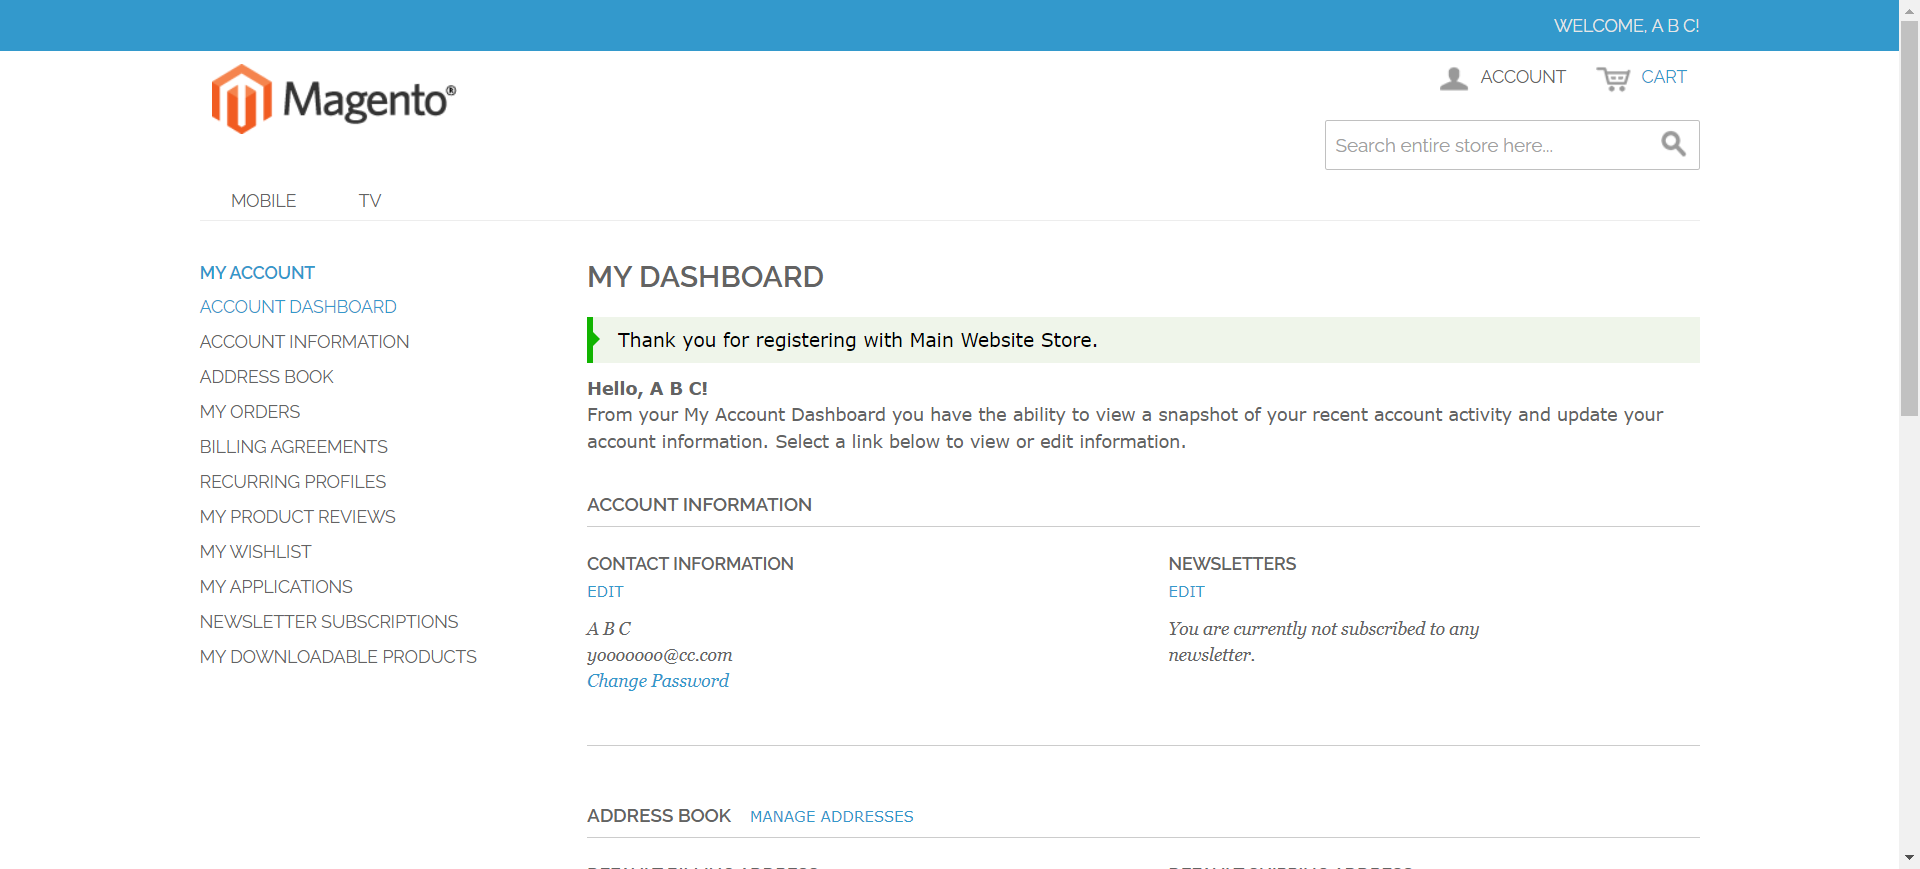 WELCOME, A B C!
Magento®
ACCOUNT
CART
Search entire store here...
MOBILE
TV
MY ACCOUNT
ACCOUNT DASHBOARD
ACCOUNT INFORMATION
ADDRESS BOOK
MY ORDERS
BILLING AGREEMENTS
RECURRING PROFILES
MY PRODUCT REVIEWS
MY WISHLIST
MY APPLICATIONS
NEWSLETTER SUBSCRIPTIONS
MY DOWNLOADABLE PRODUCTS
MY DASHBOARD
Thank you for registering with Main Website Store.
Hello, A B C!
From your My Account Dashboard you have the ability to view a snapshot of your recent account activity and update your
account information. Select a link below to view or edit information.
ACCOUNT INFORMATION
CONTACT INFORMATION
EDIT
A B C
yooooooo@cc.com
Change Password
NEWSLETTERS
EDIT
You are currently not subscribed to any
newsletter.
ADDRESS BOOK
MANAGE ADDRESSES